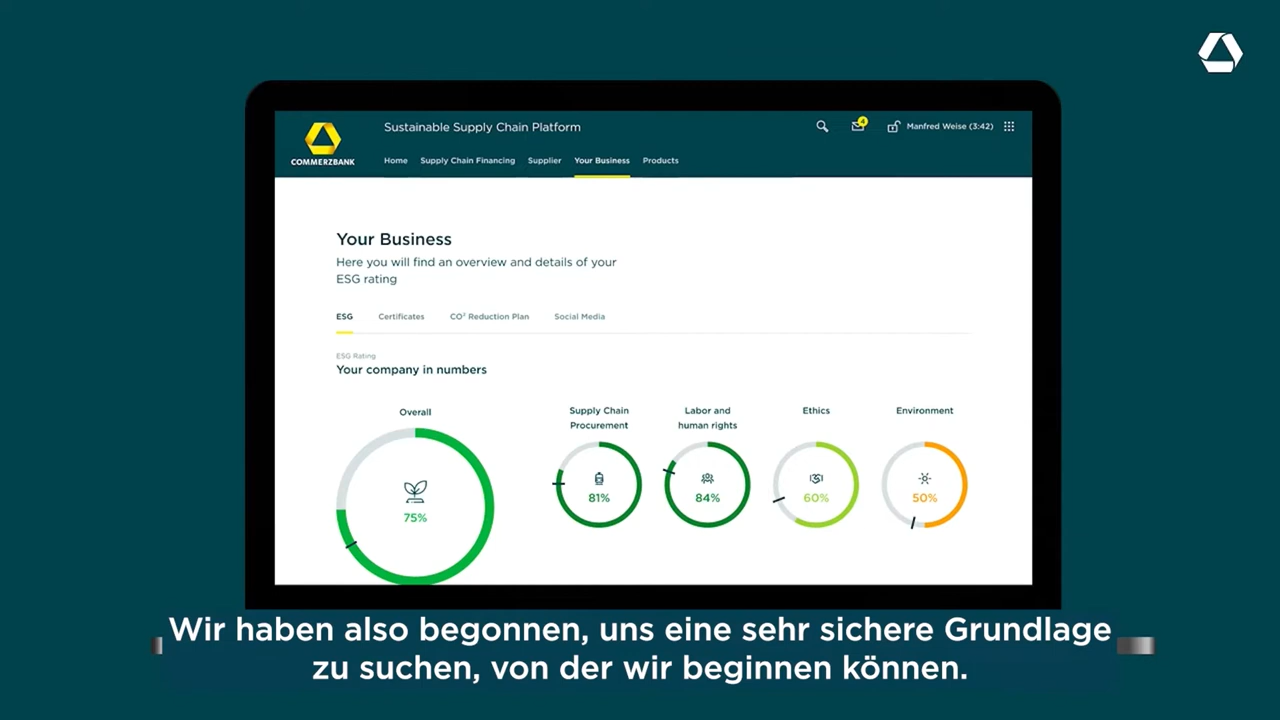 Sustainable Supply Chain Platform
4
Manfred Weise (3:42)
COMMERZBANK
Home Supply Chain Financing Supplier Your Business Products
Your Business
Here you will find an overview and details of your
ESG rating
ESG Certificates CO² Reduction Plan Social Media
ESG Rating
Your company in numbers
Overall
75%
Supply Chain
Procurement
81%
Labor and
human rights
84%
Ethics
60%
Environment
50%
Wir haben also begonnen, uns eine sehr sichere Grundlage
zu suchen, von der wir beginnen können.